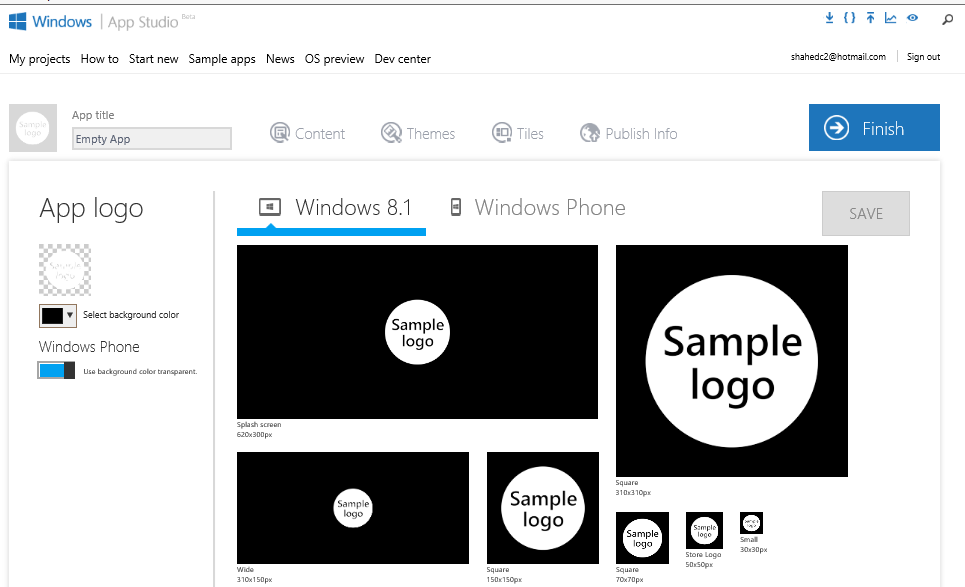 Windows | App Studio Beta
My projects How to Start new Sample apps News OS preview Dev center
shahedc2@hotmail.com Sign out
Sample
logo
App title
Empty App
Content Themes Tiles Publish Info
Finish
App logo
Select background color
Windows Phone
Use background color transparent.
Windows 8.1 Windows Phone
SAVE
Sample
logo
Splash screen
620x300px
Sample
logo
Square
310x310px
Sample
logo
Wide
310x150px
Sample
logo
Square
150x150px
Sample
logo
Square
70x70px
Sample
logo
Store Logo
50x50px
Sample
logo
Small
30x30px